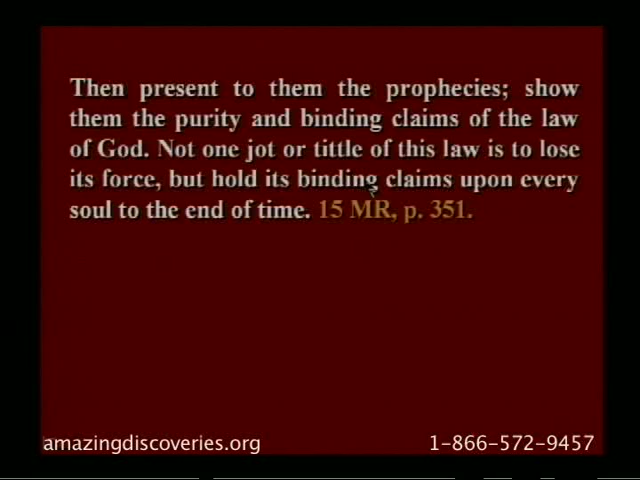 Then present to them the prophecies; show
them the purity and binding claims of the law
of God. Not one jot or tittle of this law is to lose
its force, but hold its binding claims upon every
soul to the end of time. 15 MR, p. 351.
amazingdiscoveries.org
1-866-572-9457